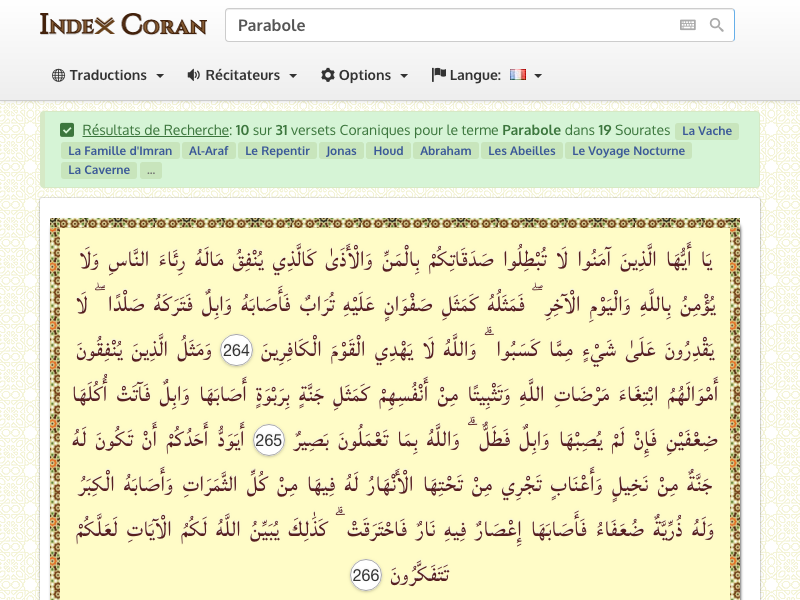 INDEX CORAN
Parabole
Traductions
Récitateurs
Options
Langue:
Résultats de Recherche: 10 sur 31 versets Coraniques pour le terme Parabole dans 19 Sourates La Vache
La Famille d'Imran Al-Araf Le Repentir Jonas Houd Abraham Les Abeilles Le Voyage Nocturne
La Caverne ...
يَا أَيُّهَا الَّذِينَ آمَنُوا لَا تُبْطِلُوا صَدَقَاتِكُمْ بِالْمَنِّ وَالْأَذَىٰ كَالَّذِي يُنْفِقُ مَالَهُ رِئَاءَ النَّاسِ وَلَا
يُؤْمِنُ بِاللَّهِ وَالْيَوْمِ الْآخِرِ ۖ فَمَثَلُهُ كَمَثَلِ صَفْوَانٍ عَلَيْهِ تُرَابٌ فَأَصَابَهُ وَابِلٌ فَتَرَكَهُ صَلْدًا ۖ لَا
يَقْدِرُونَ عَلَىٰ شَيْءٍ مِمَّا كَسَبُوا ۗ وَاللَّهُ لَا يَهْدِي الْقَوْمَ الْكَافِرِينَ 264 وَمَثَلُ الَّذِينَ يُنْفِقُونَ
أَمْوَالَهُمُ ابْتِغَاءَ مَرْضَاتِ اللَّهِ وَتَثْبِيتًا مِنْ أَنْفُسِهِمْ كَمَثَلِ جَنَّةٍ بِرَبْوَةٍ أَصَابَهَا وَابِلٌ فَآتَتْ أُكُلَهَا
ضِعْفَيْنِ فَإِنْ لَمْ يُصِبْهَا وَابِلٌ فَطَلٌّ ۗ وَاللَّهُ بِمَا تَعْمَلُونَ بَصِيرٌ 265 أَيَوَدُّ أَحَدُكُمْ أَنْ تَكُونَ لَهُ
جَنَّةٌ مِنْ نَخِيلٍ وَأَعْنَابٍ تَجْرِي مِنْ تَحْتِهَا الْأَنْهَارُ لَهُ فِيهَا مِنْ كُلِّ الثَّمَرَاتِ وَأَصَابَهُ الْكِبَرُ
وَلَهُ ذُرِّيَّةٌ ضُعَفَاءُ فَأَصَابَهَا إِعْصَارٌ فِيهِ نَارٌ فَاحْتَرَقَتْ ۗ كَذَٰلِكَ يُبَيِّنُ اللَّهُ لَكُمُ الْآيَاتِ لَعَلَّكُمْ
تَتَفَكَّرُونَ 266